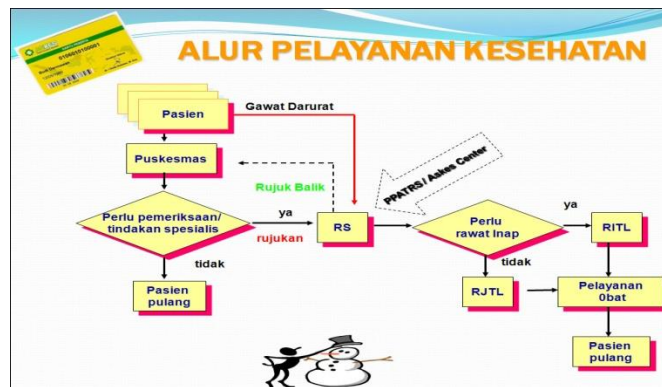 ALUR PELAYANAN KESEHATAN
Pasien
Gawat Darurat
Puskesmas
Rujuk Balik
PPATRS / Askes Center
Perlu pemeriksaan/
tindakan spesialis
ya
rujukan
RS
Perlu
rawat Inap
ya
RITL
tidak
Pasien
pulang
tidak
RJTL
Pelayanan
0bat
Pasien
pulang